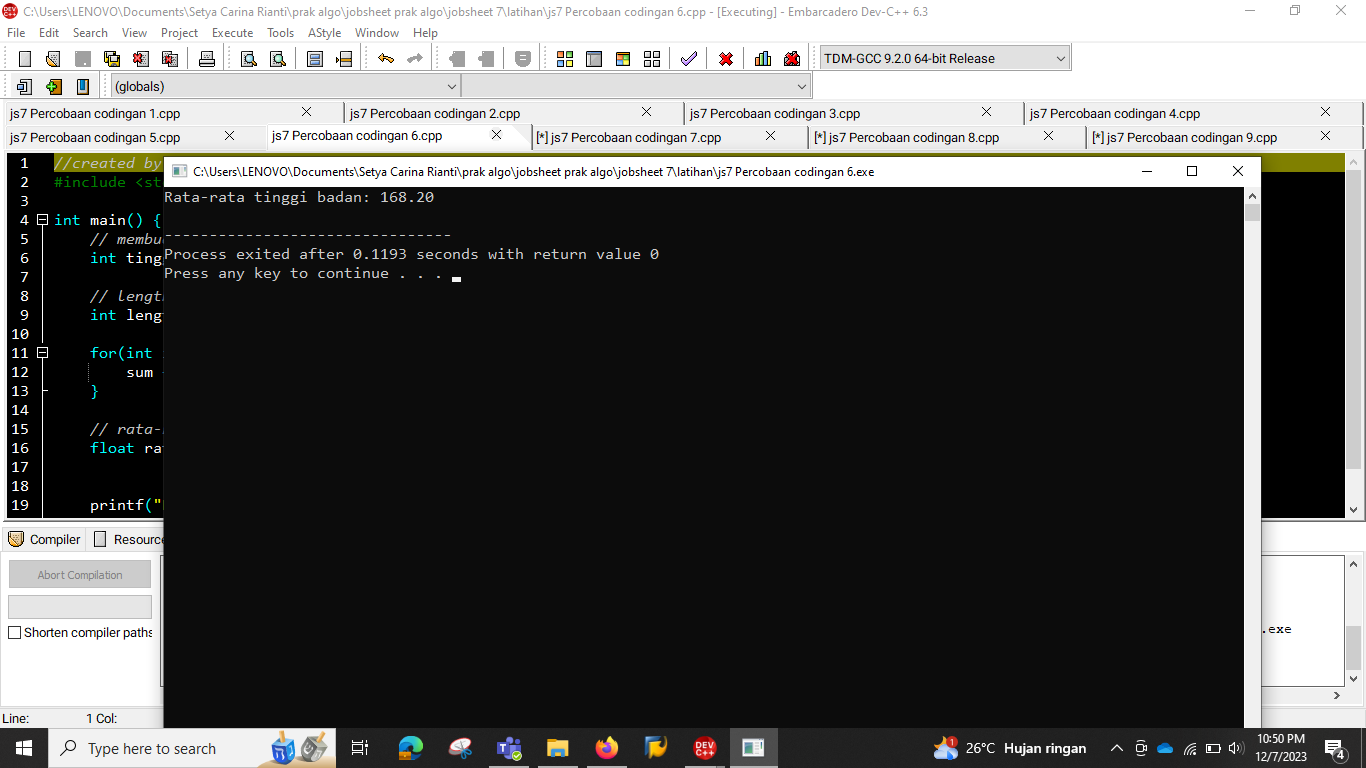 C:\Users\LENOVO\Documents\Setya Carina Rianti\prak algo\jobsheet prak algo\jobsheet 7\latihan\js7 Percobaan codingan 6.cpp - [Executing] - Embarcadero Dev-C++ 6.3
File Edit Search View Project Execute Tools AStyle Window Help
TDM-GCC 9.2.0 64-bit Release
(globals)
js7 Percobaan codingan 1.cpp js7 Percobaan codingan 2.cpp js7 Percobaan codingan 3.cpp js7 Percobaan codingan 4.cpp
js7 Percobaan codingan 5.cpp js7 Percobaan codingan 6.cpp [*] js7 Percobaan codingan 7.cpp [*] js7 Percobaan codingan 8.cpp [*] js7 Percobaan codingan 9.cpp
1 //created by
2 #include <st
3
4 int main() {
5 // membu
6 int ting
7
8 // length
9 int leng
10
11 for(int
12 sum
13 }
14
15 // rata-
16 float ra
17
18
19 printf("
C:\Users\LENOVO\Documents\Setya Carina Rianti\prak algo\jobsheet prak algo\jobsheet 7\latihan\js7 Percobaan codingan 6.exe
Rata-rata tinggi badan: 168.20
--------------------------------
Process exited after 0.1193 seconds with return value 0
Press any key to continue . . .
Compiler Resource
Abort Compilation
Shorten compiler paths
.exe
Line: 1 Col:
Type here to search
DEV C++
26°C Hujan ringan
10:50 PM
12/7/2023
4